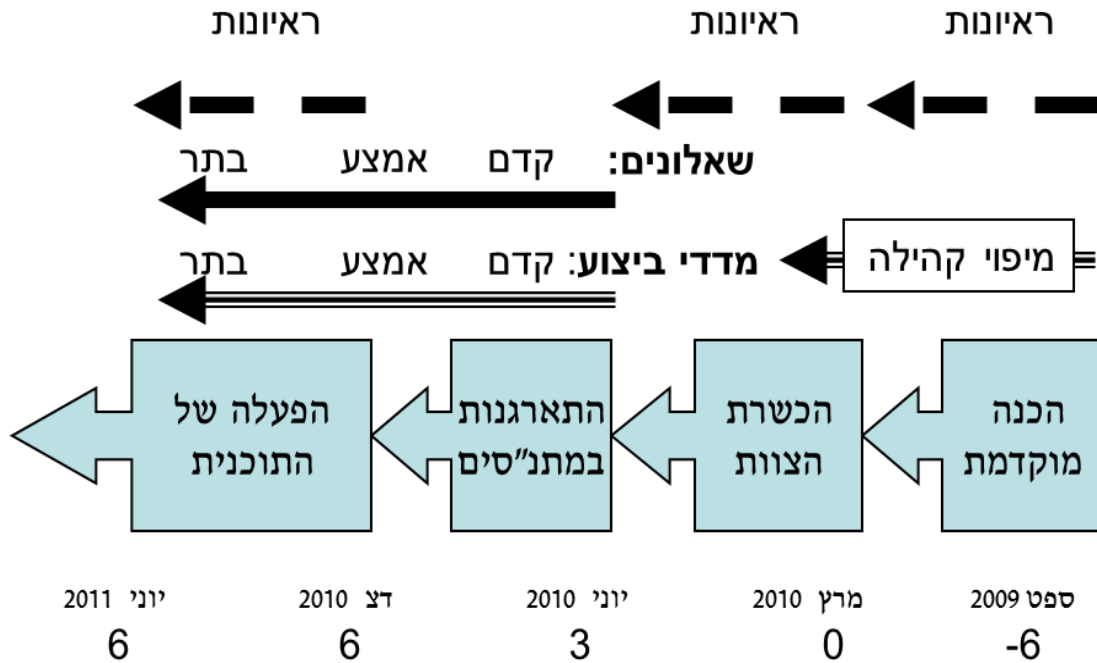 ראיונות ראיונות ראיונות
שאלונים: קדם אמצע בתר
מיפוי קהילה
מדדי ביצוע: קדם אמצע בתר
הכנה
מוקדמת
הכשרת
הצוות
התארגנות
במתנ"סים
הפעלה של
התוכנית
ספט 2009 מרץ 2010 יוני 2010 דצ 2010 יוני 2011
-6 0 3 6 6